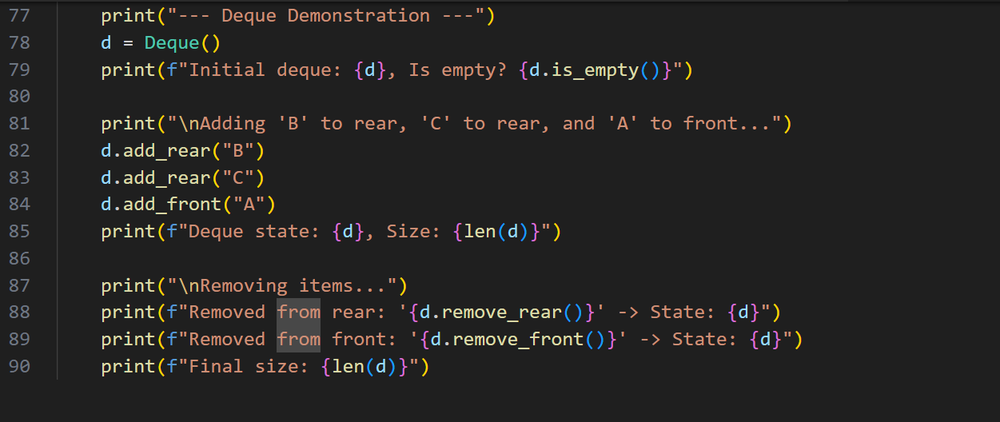 77 print("--- Deque Demonstration ---")
78 d = Deque()
79 print(f"Initial deque: {d}, Is empty? {d.is_empty()}")
80
81 print("\nAdding 'B' to rear, 'C' to rear, and 'A' to front...")
82 d.add_rear("B")
83 d.add_rear("C")
84 d.add_front("A")
85 print(f"Deque state: {d}, Size: {len(d)}")
86
87 print("\nRemoving items...")
88 print(f"Removed from rear: '{d.remove_rear()}' -> State: {d}")
89 print(f"Removed from front: '{d.remove_front()}' -> State: {d}")
90 print(f"Final size: {len(d)}")